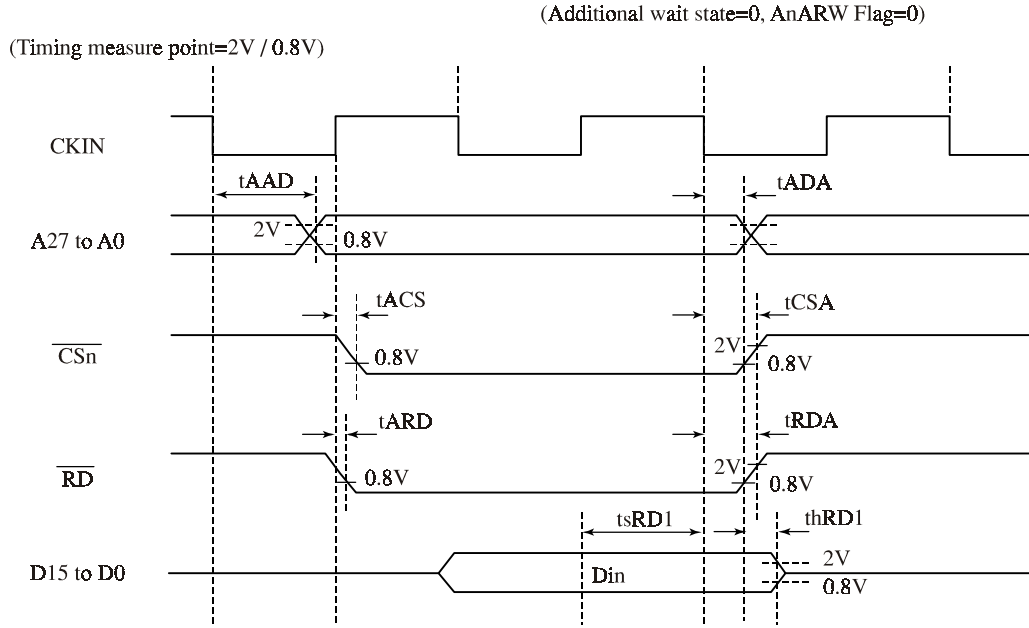 (Additional wait state=0, AnARW Flag=0)
(Timing measure point=2V / 0.8V)
CKIN
tAAD
tADA
A27 to A0
2V
0.8V
tACS
tCSA
CSn
0.8V
2V
0.8V
tARD
tRDA
RD
0.8V
2V
0.8V
tsRD1
thRD1
D15 to D0
Din
2V
0.8V